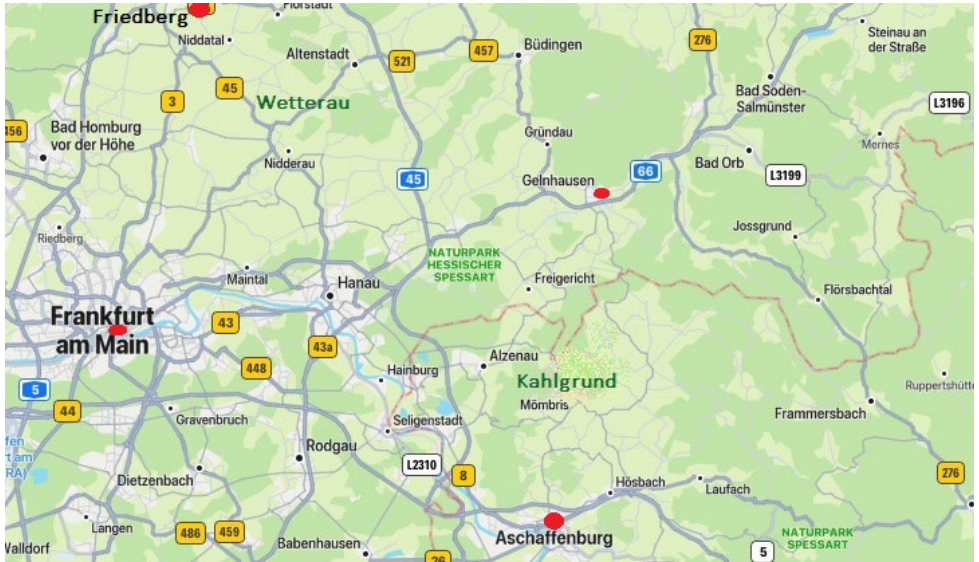 Friedberg
Florstadt
Niddatal
Altenstadt
521
457
Büdingen
276
Steinau an
der Straße
45
3
Wetterau
Bad Soden-
Salmünster
L3196
456
Bad Homburg
vor der Höhe
Gründau
Mernes
Nidderau
45
Gelnhausen
66
Bad Orb
L3199
Riedberg
Jossgrund
Maintal
Hanau
NATURPARK
HESSISCHER
SPESSART
Freigericht
Flörsbachtal
Frankfurt
am Main
43
43a
Alzenau
448
Hainburg
Kahlgrund
Ruppertshütte
5
44
Mömbris
Frammersbach
Gravenbruch
Seligenstadt
Rodgau
L2310
8
276
Dietzenbach
Hösbach
Laufach
Langen
486
459
Aschaffenburg
NATURPARK
SPESSART
Walldorf
Babenhausen
26
5